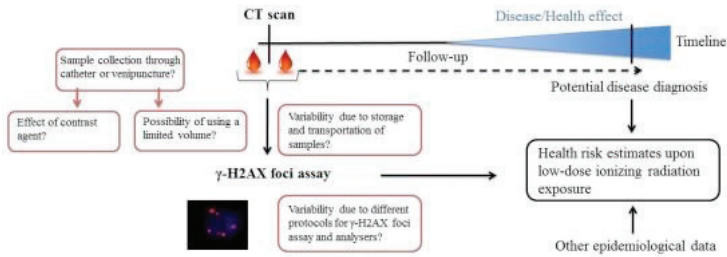 CT scan
Disease/Health effect
Timeline
Follow-up
Sample collection through
catheter or venipuncture?
Potential disease diagnosis
Effect of contrast
agent?
Possibility of using a
limited volume?
Variability due to storage
and transportation of
samples?
γ-H2AX foci assay
Health risk estimates upon
low-dose ionizing radiation
exposure
Variability due to different
protocols for γ-H2AX foci
assay and analysers?
Other epidemiological data